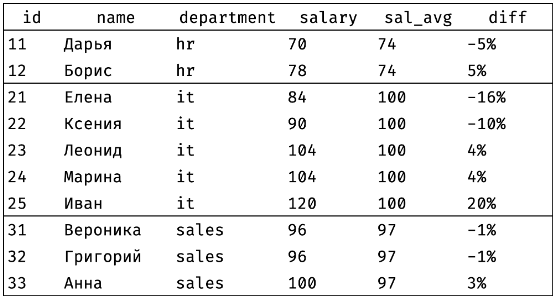 id name department salary sal_avg diff
11 Дарья hr 70 74 -5%
12 Борис hr 78 74 5%
21 Елена it 84 100 -16%
22 Ксения it 90 100 -10%
23 Леонид it 104 100 4%
24 Марина it 104 100 4%
25 Иван it 120 100 20%
31 Вероника sales 96 97 -1%
32 Григорий sales 96 97 -1%
33 Анна sales 100 97 3%